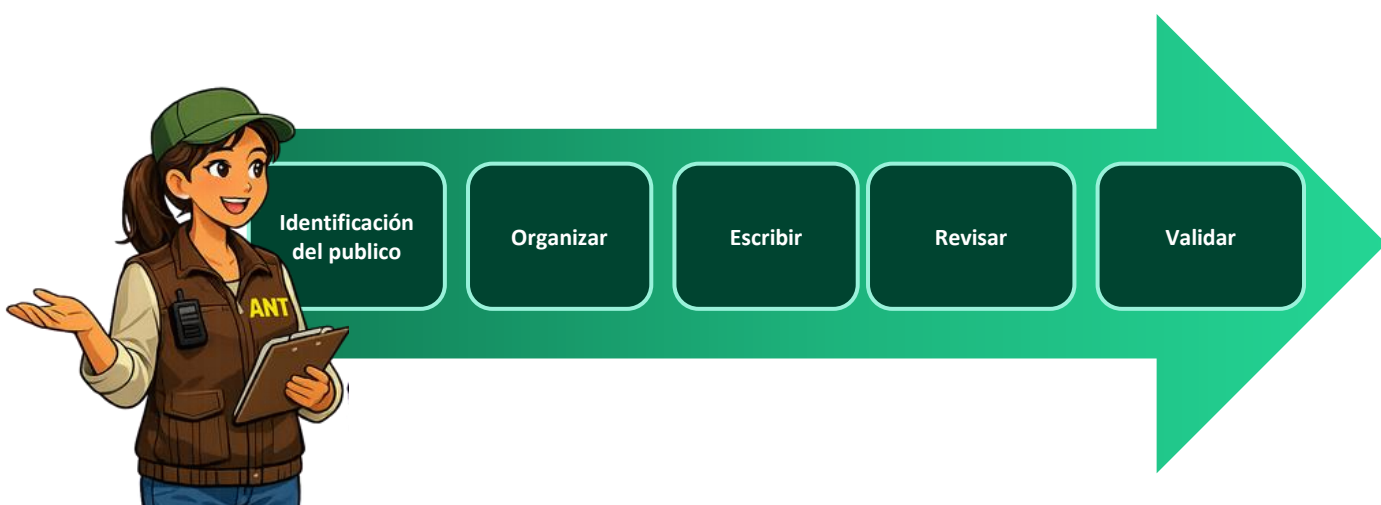 Identificación
del publico
Organizar
Escribir
Revisar
Validar
ANT